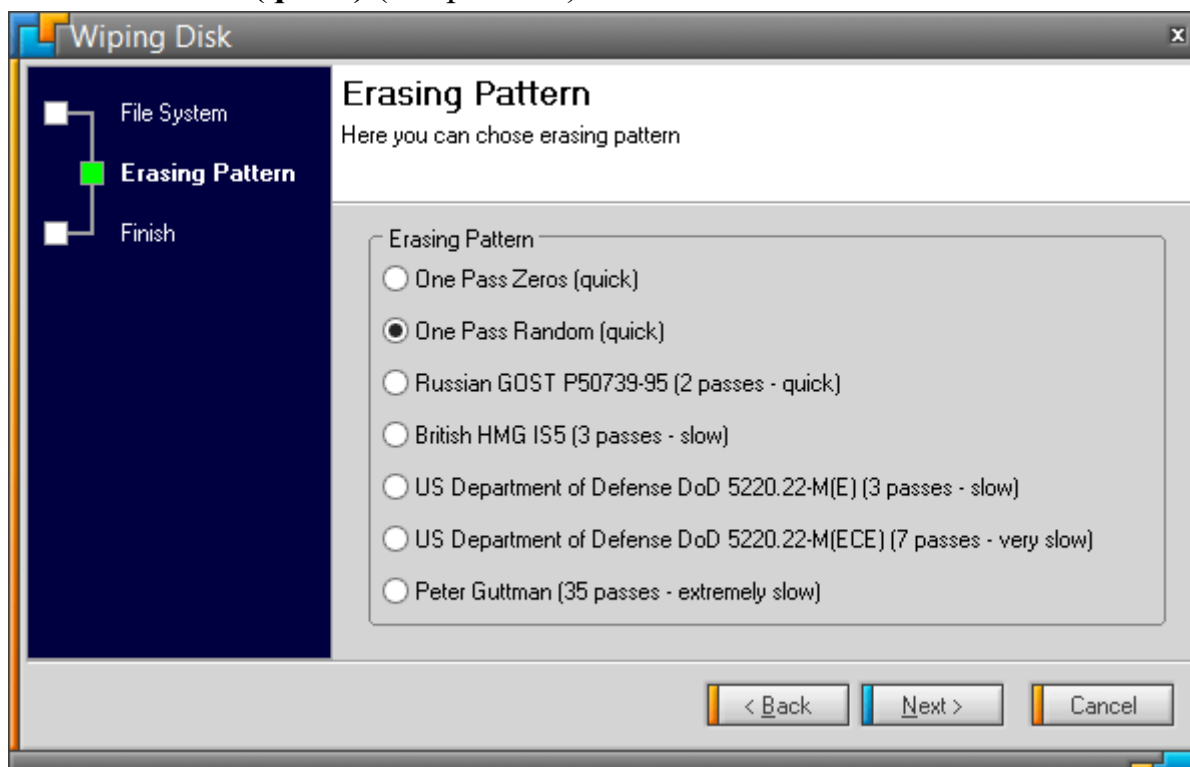 Wiping Disk
File System
Erasing Pattern
Finish
Erasing Pattern
Here you can chose erasing pattern
Erasing Pattern
One Pass Zeros (quick)
One Pass Random (quick)
Russian GOST P50739-95 (2 passes - quick)
British HMG IS5 (3 passes - slow)
US Department of Defense DoD 5220.22-M(E) (3 passes - slow)
US Department of Defense DoD 5220.22-M(ECE) (7 passes - very slow)
Peter Guttman (35 passes - extremely slow)
< Back
Next >
Cancel